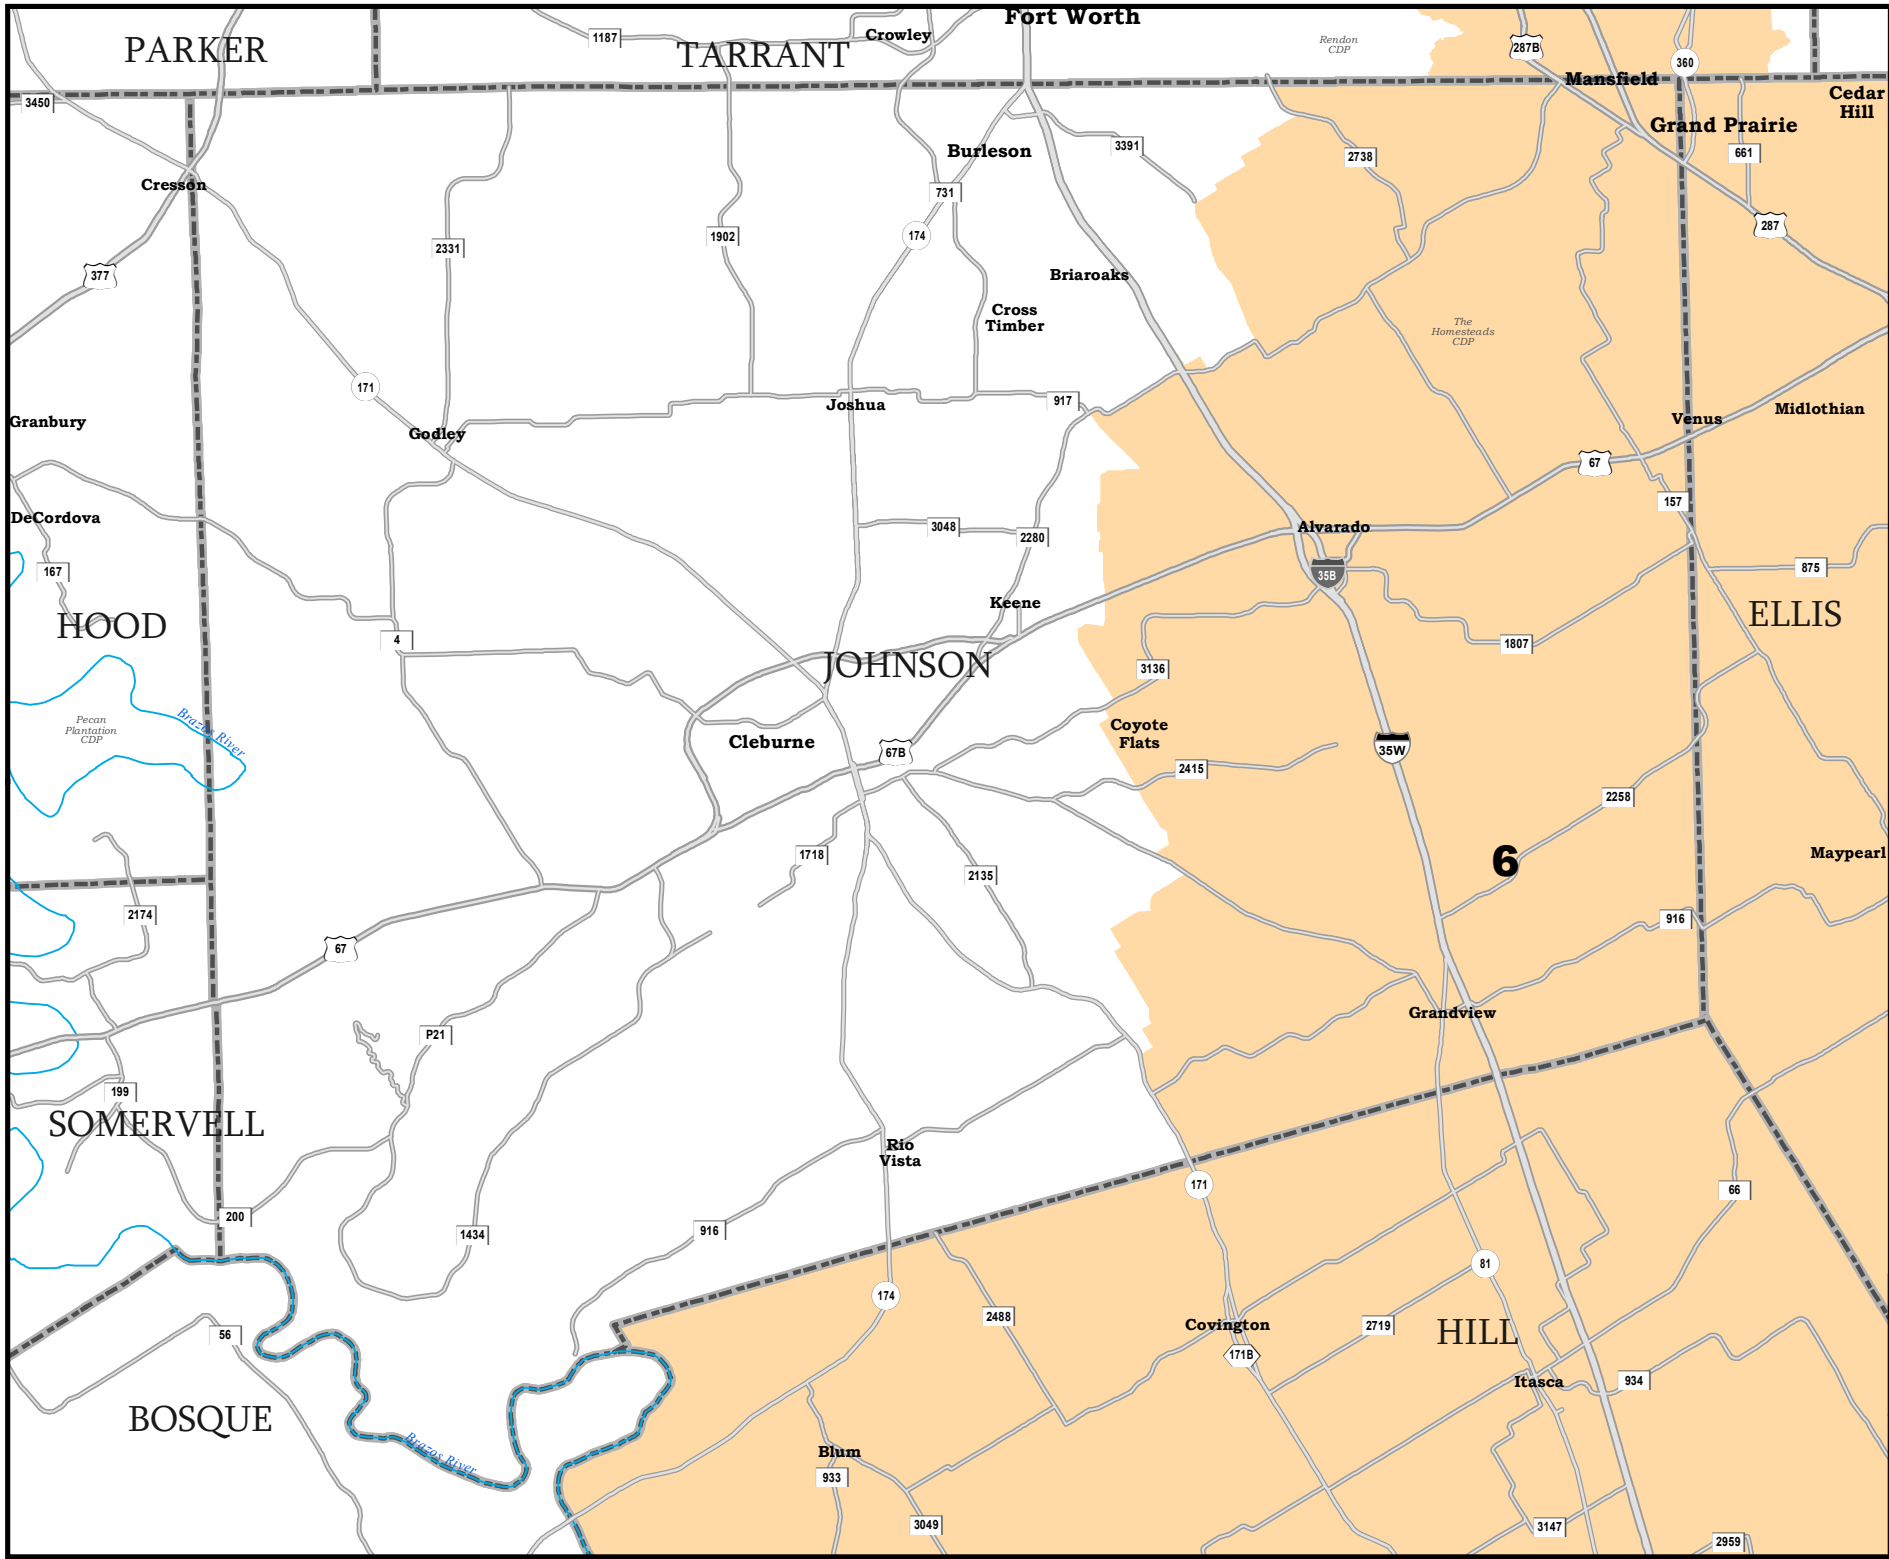 Fort Worth
PARKER
TARRANT
1187
Crowley
Rendon
CDP
287B
360
Mansfield
3450
Cedar
Hill
Grand Prairie
Burleson
3391
2738
661
Cresson
731
174
1902
2331
287
377
Briaroaks
Cross
Timber
The
Homesteads
CDP
171
917
Joshua
Granbury
Godley
Venus
Midlothian
67
157
DeCordova
3048
2280
Alvarado
167
35B
875
Keene
HOOD
ELLIS
4
1807
JOHNSON
3136
Pecan
Plantation
CDP
Brazos River
Coyote
Flats
Cleburne
67B
35W
2415
2258
1718
6
Maypearl
2135
2174
916
67
Grandview
P21
199
SOMERVELL
Rio
Vista
171
66
200
1434
916
81
174
2488
56
Covington
2719
HILL
171B
Itasca
934
BOSQUE
Brazos River
Blum
933
3049
3147
2959